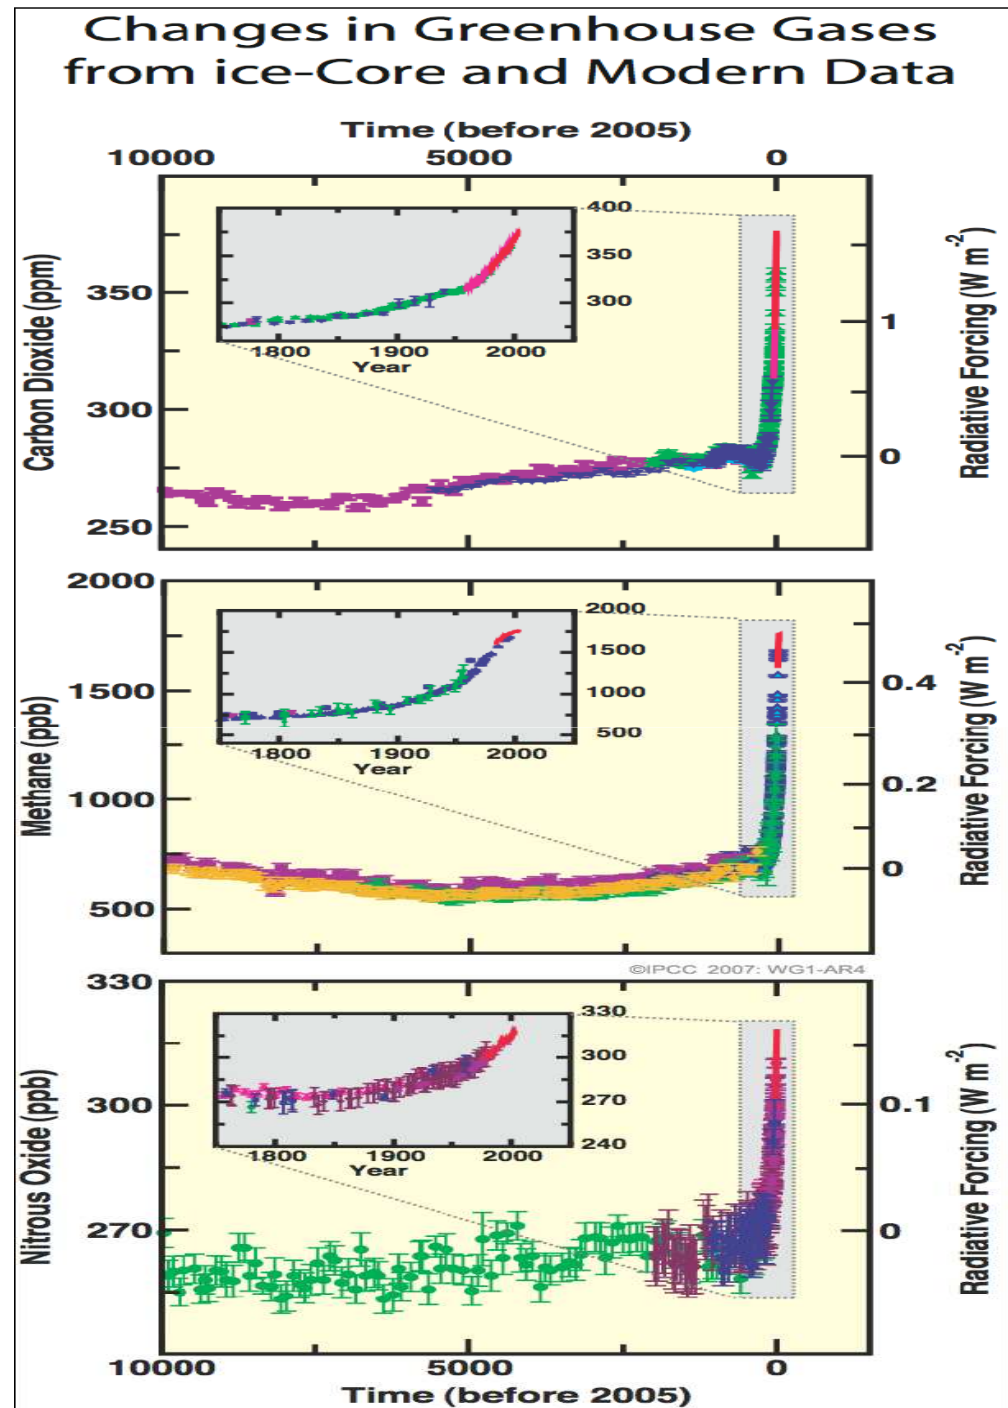 Changes in Greenhouse Gases
from ice-Core and Modern Data
Time (before 2005)
10000 5000 0
Carbon Dioxide (ppm)
350
300
250
400
350
300
1800 1900 2000
Year
1
0
Radiative Forcing (W m-2)
Methane (ppb)
2000
1500
1000
500
2000
1500
1000
500
1800 1900 2000
Year
0.4
0.2
0
Radiative Forcing (W m-2)
©IPCC 2007: WG1-AR4
Nitrous Oxide (ppb)
330
300
270
330
300
270
240
1800 1900 2000
Year
0.1
0
Radiative Forcing (W m-2)
10000 5000 0
Time (before 2005)